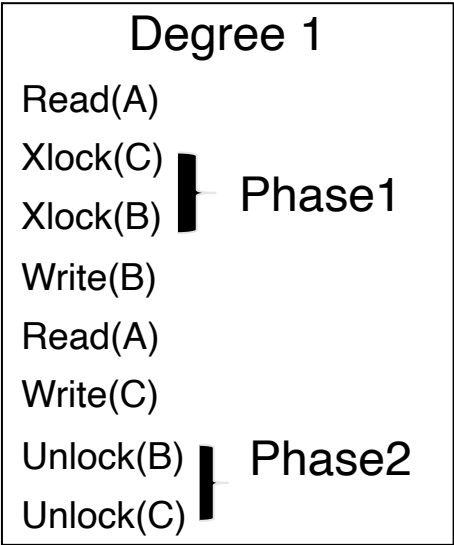 Degree 1
Read(A)
Xlock(C)
Phase1
Xlock(B)
Write(B)
Read(A)
Write(C)
Unlock(B)
Phase2
Unlock(C)